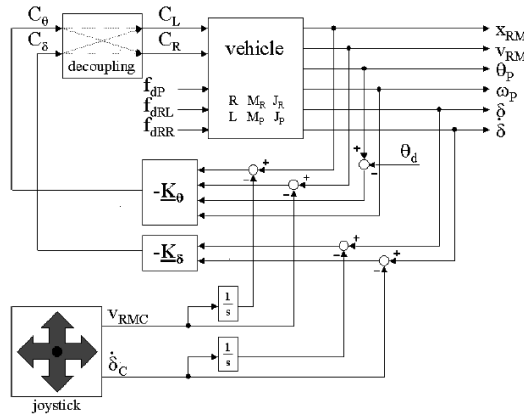 C_θ C_L x_RM
C_δ C_R v_RM
decoupling
vehicle
θ_P
f_dP
ω_P
R M_R J_R
L M_P J_P
f_dRL
δ
f_dRR
δ̇
+
−
θ_d
+
−
+
−
-K_θ
+
−
-K_δ
+
−
v_RMC
1/s
δ̇_C
1/s
joystick